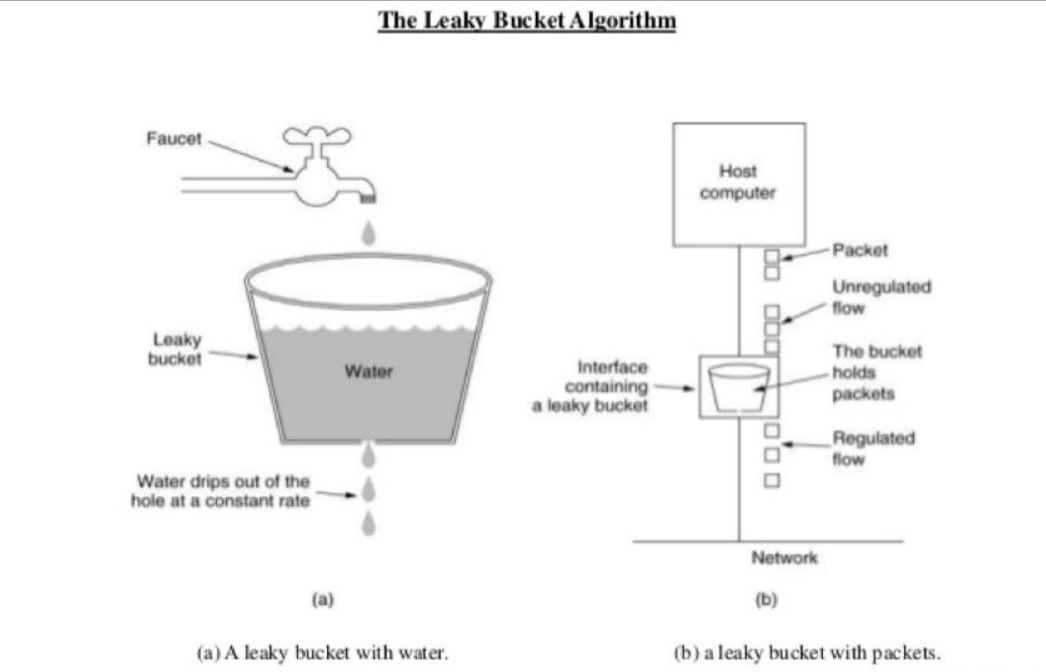 The Leaky Bucket Algorithm
Faucet
Leaky
bucket
Water
Water drips out of the
hole at a constant rate
(a)
Host
computer
Packet
Unregulated
flow
The bucket
holds
packets
Interface
containing
a leaky bucket
Regulated
flow
Network
(b)
(a) A leaky bucket with water.
(b) a leaky bucket with packets.